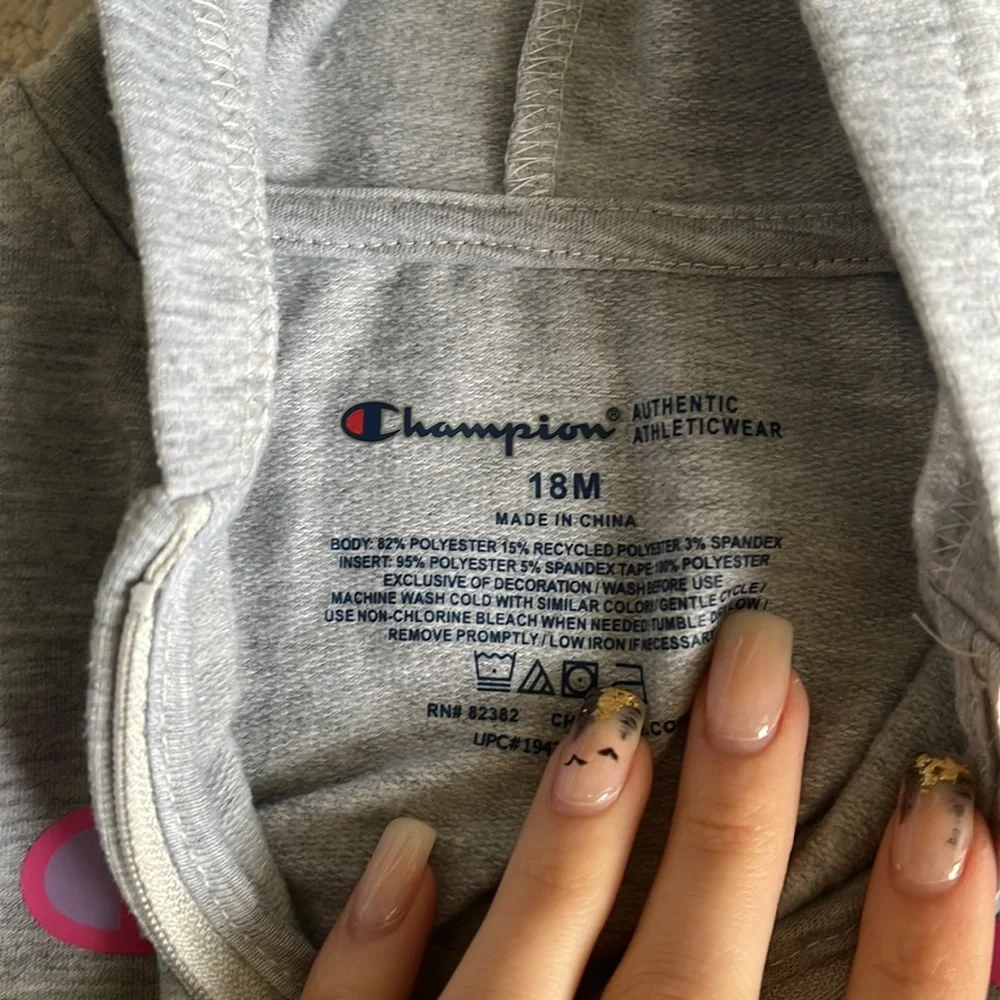 Champion® AUTHENTIC
ATHLETICWEAR
18M
MADE IN CHINA
BODY: 82% POLYESTER 15% RECYCLED POLYESTER 3% SPANDEX
INSERT: 95% POLYESTER 5% SPANDEX TAPE 100% POLYESTER
EXCLUSIVE OF DECORATION / WASH BEFORE USE
MACHINE WASH COLD WITH SIMILAR COLORS/GENTLE CYCLE/
USE NON-CHLORINE BLEACH WHEN NEEDED TUMBLE LOW/
REMOVE PROMPTLY / LOW IRON IF NECESSARY
RN# 82382
UPC#